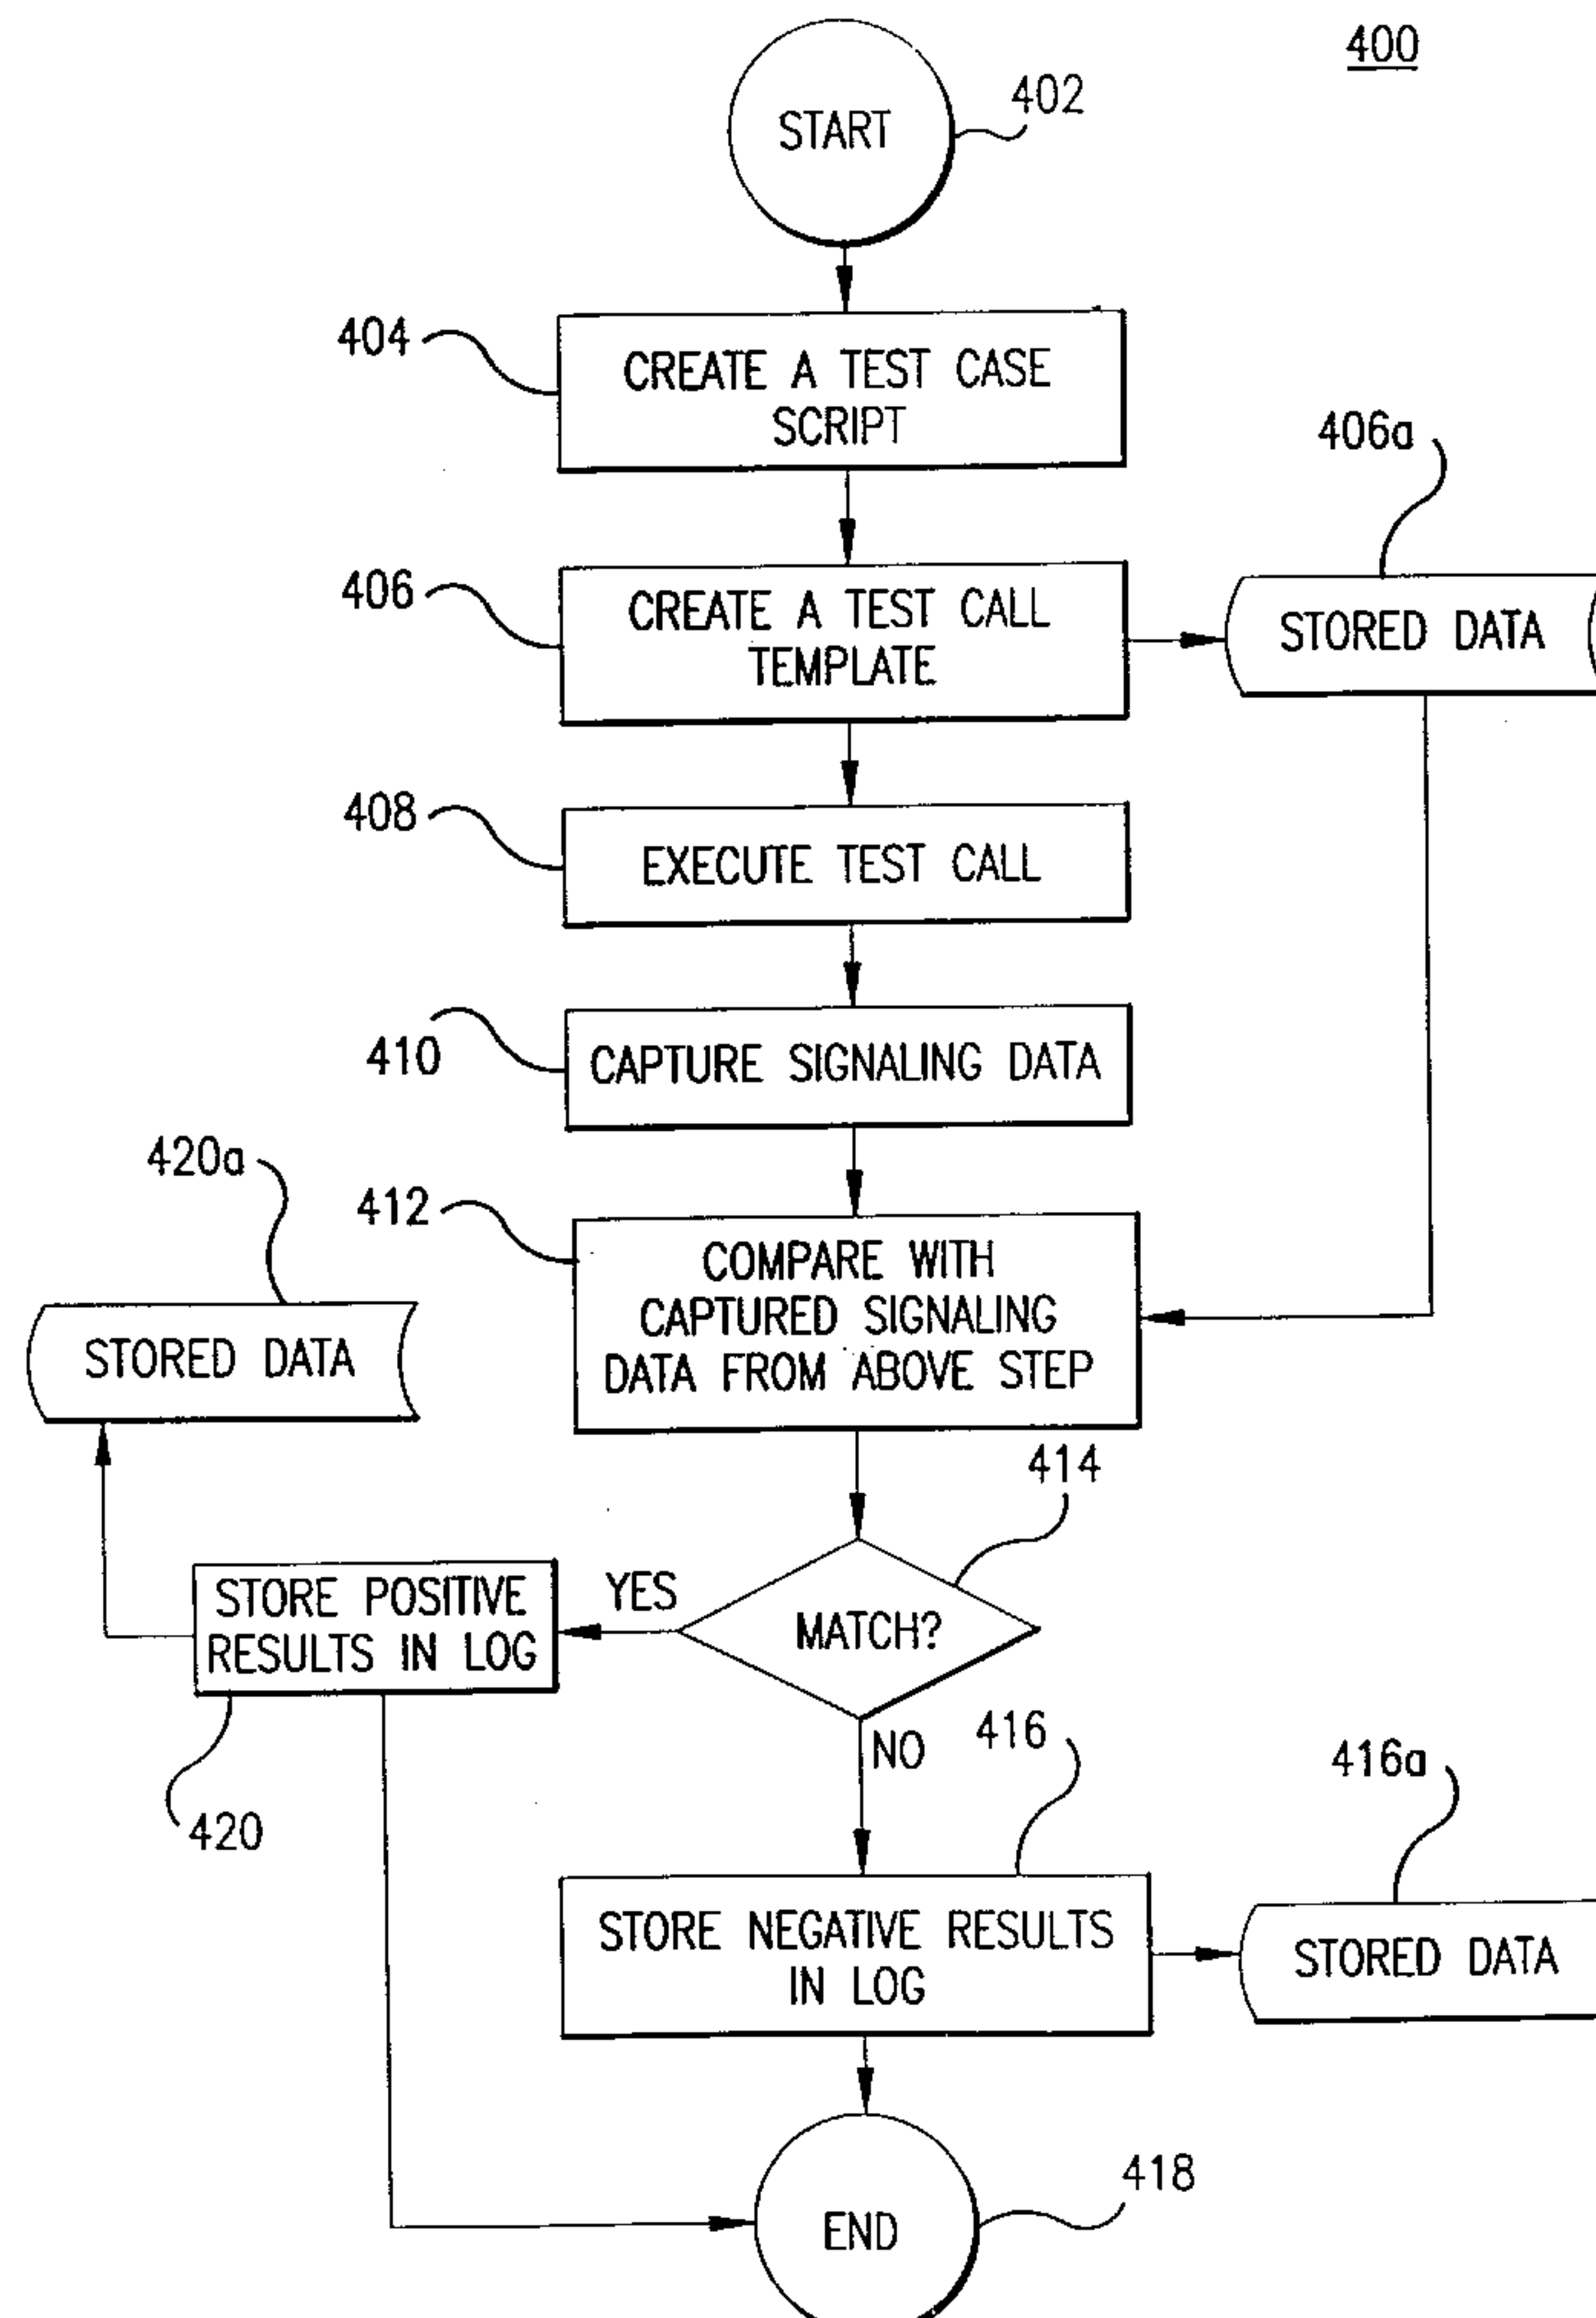 400
START
402
404
CREATE A TEST CASE
SCRIPT
406a
406
CREATE A TEST CALL
TEMPLATE
STORED DATA
408
EXECUTE TEST CALL
410
CAPTURE SIGNALING DATA
420a
412
COMPARE WITH
CAPTURED SIGNALING
DATA FROM ABOVE STEP
STORED DATA
414
STORE POSITIVE
RESULTS IN LOG
YES
MATCH?
NO
416
416a
420
STORE NEGATIVE RESULTS
IN LOG
STORED DATA
418
END